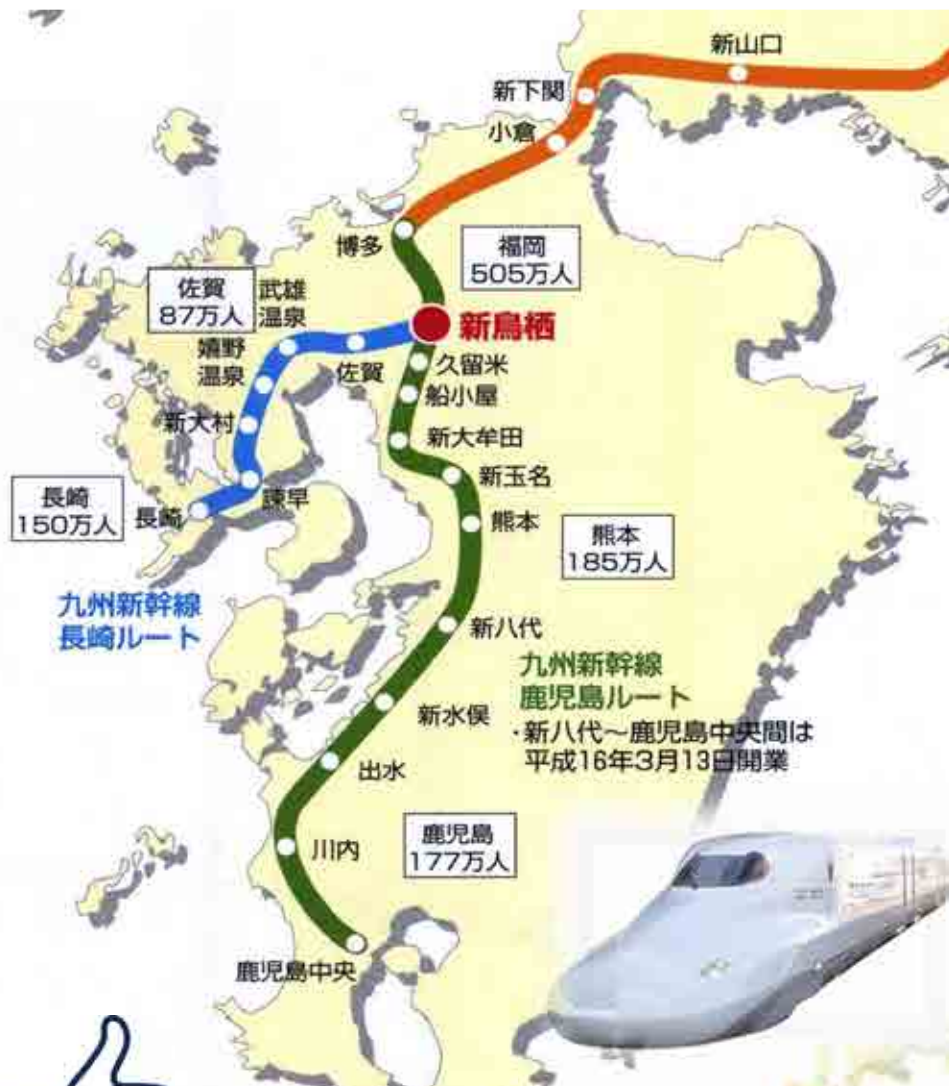 新山口
新下関
小倉
博多
福岡
505万人
佐賀
87万人
武雄
温泉
新鳥栖
嬉野
温泉
佐賀
久留米
船小屋
新大村
新大牟田
新玉名
長崎
150万人
長崎
諫早
熊本
熊本
185万人
九州新幹線
長崎ルート
新八代
九州新幹線
鹿児島ルート
・新八代〜鹿児島中央間は
平成16年3月13日開業
新水俣
出水
川内
鹿児島
177万人
鹿児島中央